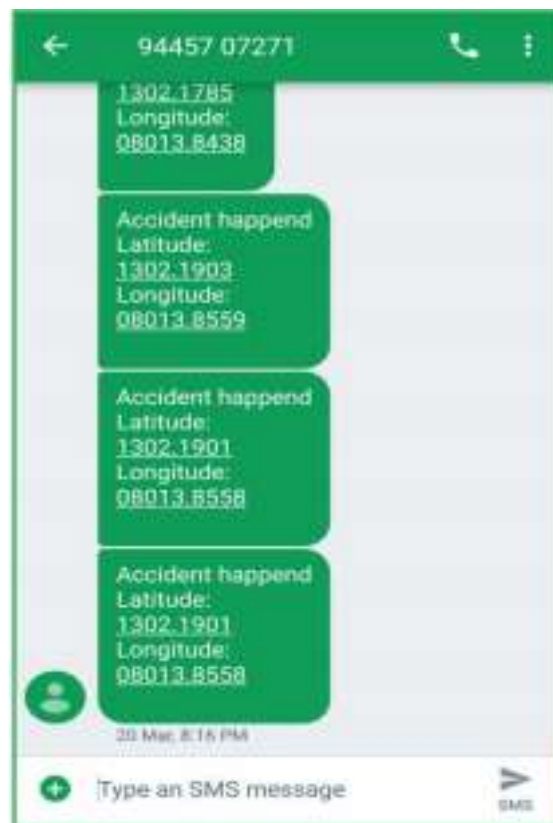 94457 07271
1302.1785
Longitude:
08013.8438
Accident happend
Latitude:
1302.1903
Longitude:
08013.8559
Accident happend
Latitude:
1302.1901
Longitude:
08013.8558
Accident happend
Latitude:
1302.1901
Longitude:
08013.8558
20 Mar, 8:16 PM
Type an SMS message
SMS